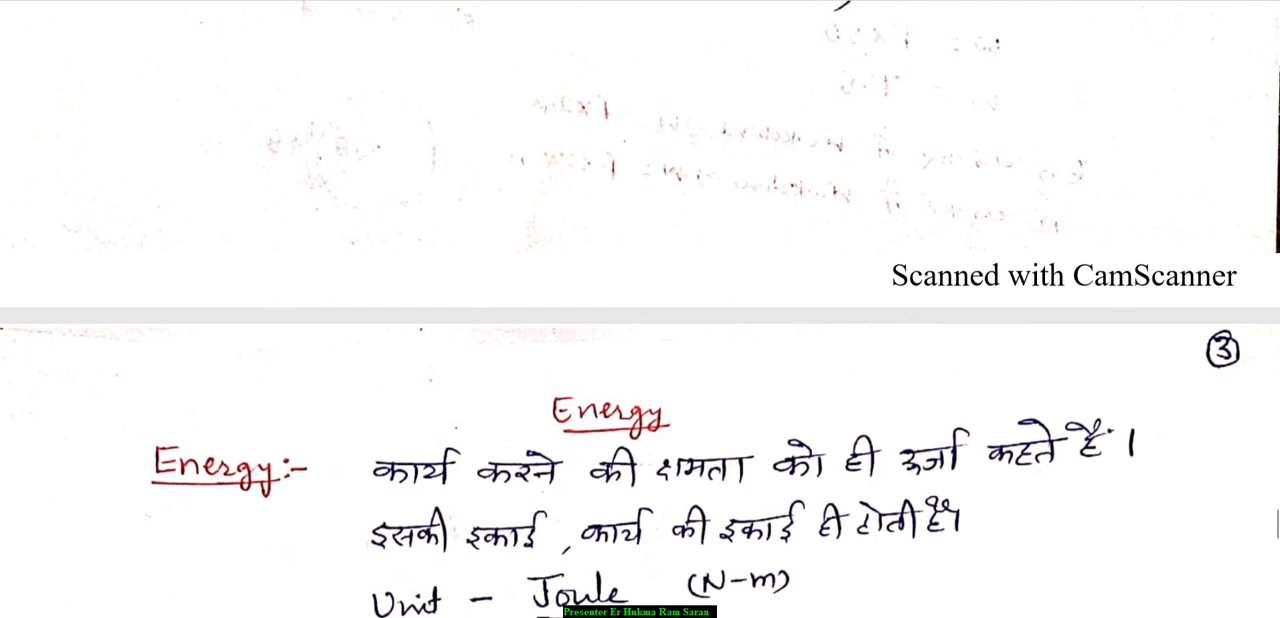 Scanned with CamScanner
③
Energy
Energy:- कार्य करने की क्षमता को ही ऊर्जा कहते हैं।
इसकी इकाई, कार्य की इकाई ही होती है।
Unit - Joule (N-m)
Presenter Er Hukma Ram Saran